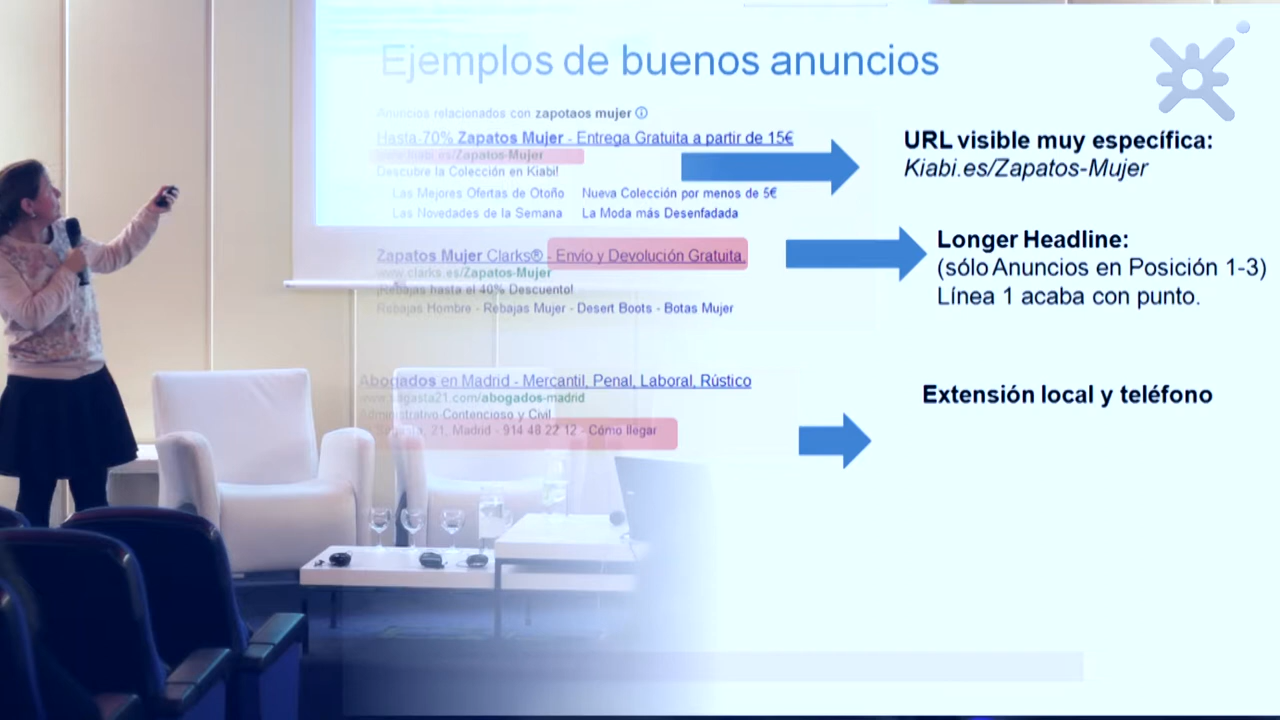 Ejemplos de buenos anuncios
Anuncios relacionados con zapotaos mujer
Hasta-70% Zapatos Mujer - Entrega Gratuita a partir de 15€
www.kiabi.es/Zapatos-Mujer
Descubre la Colección en Kiabi!
Las Mejores Ofertas de Otoño Nueva Colección por menos de 5€
Las Novedades de la Semana La Moda más Desenfadada
URL visible muy específica:
Kiabi.es/Zapatos-Mujer
Zapatos Mujer Clarks® - Envío y Devolución Gratuita.
www.clarks.es/Zapatos-Mujer
¡Rebajas hasta el 40% Descuento!
Rebajas Hombre - Rebajas Mujer - Desert Boots - Botas Mujer
Longer Headline:
(sólo Anuncios en Posición 1-3)
Línea 1 acaba con punto.
Abogados en Madrid - Mercantil, Penal, Laboral, Rústico
www.sagasta21.com/abogados-madrid
Administrativo-Contencioso y Civil
Sagasta, 21, Madrid - 914 48 22 12 - Cómo llegar
Extensión local y teléfono